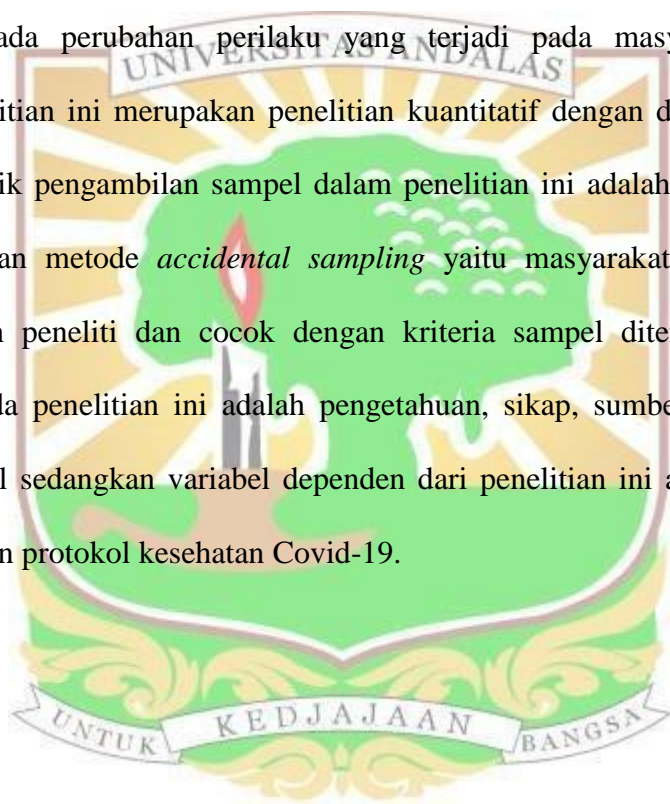 ada perubahan perilaku yang terjadi pada masy
UNIVERSITAS ANDALAS
itian ini merupakan penelitian kuantitatif dengan d
ik pengambilan sampel dalam penelitian ini adalah
an metode accidental sampling yaitu masyarakat
peneliti dan cocok dengan kriteria sampel dite
da penelitian ini adalah pengetahuan, sikap, sumbe
l sedangkan variabel dependen dari penelitian ini a
n protokol kesehatan Covid-19.
UNTUK KEDJAJAAN BANGSA